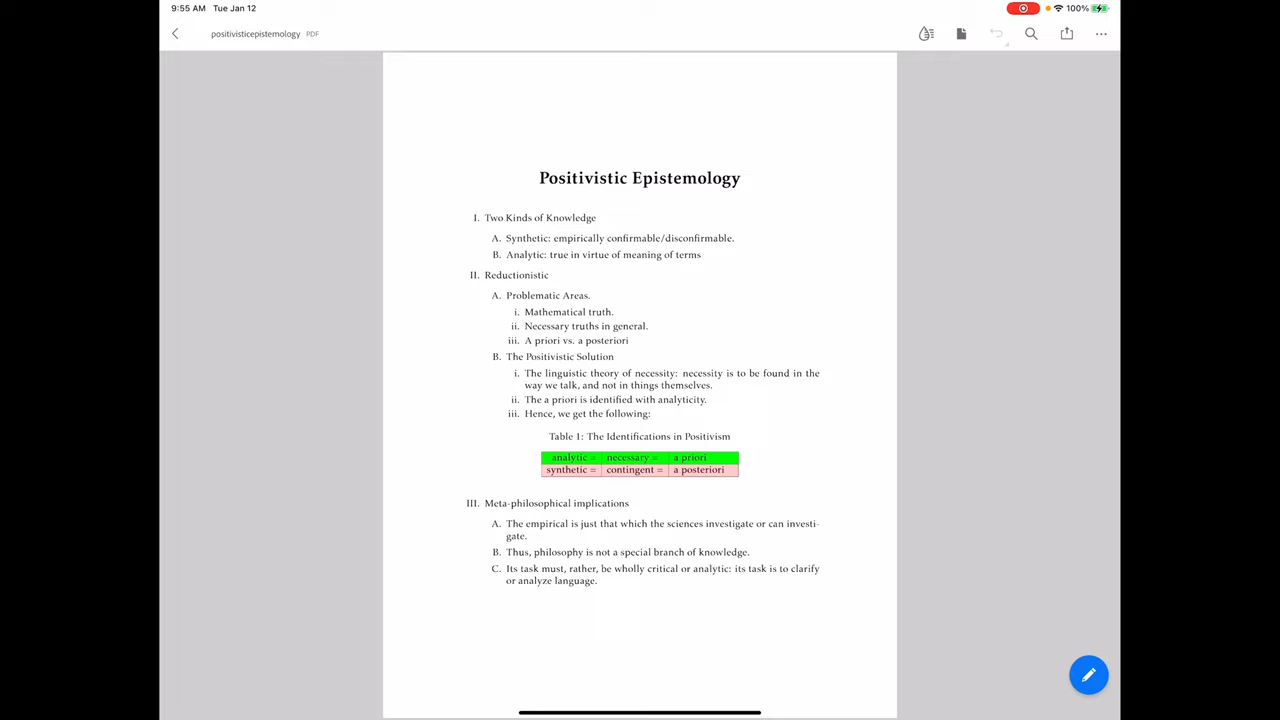 9:55 AM Tue Jan 12
100%
positivisticepistemology PDF
Positivistic Epistemology
I. Two Kinds of Knowledge
A. Synthetic: empirically confirmable/disconfirmable.
B. Analytic: true in virtue of meaning of terms
II. Reductionistic
A. Problematic Areas.
i. Mathematical truth.
ii. Necessary truths in general.
iii. A priori vs. a posteriori
B. The Positivistic Solution
i. The linguistic theory of necessity: necessity is to be found in the
way we talk, and not in things themselves.
ii. The a priori is identified with analyticity.
iii. Hence, we get the following:
Table 1: The Identifications in Positivism
analytic = necessary = a priori
synthetic = contingent = a posteriori
III. Meta-philosophical implications
A. The empirical is just that which the sciences investigate or can investi-
gate.
B. Thus, philosophy is not a special branch of knowledge.
C. Its task must, rather, be wholly critical or analytic: its task is to clarify
or analyze language.